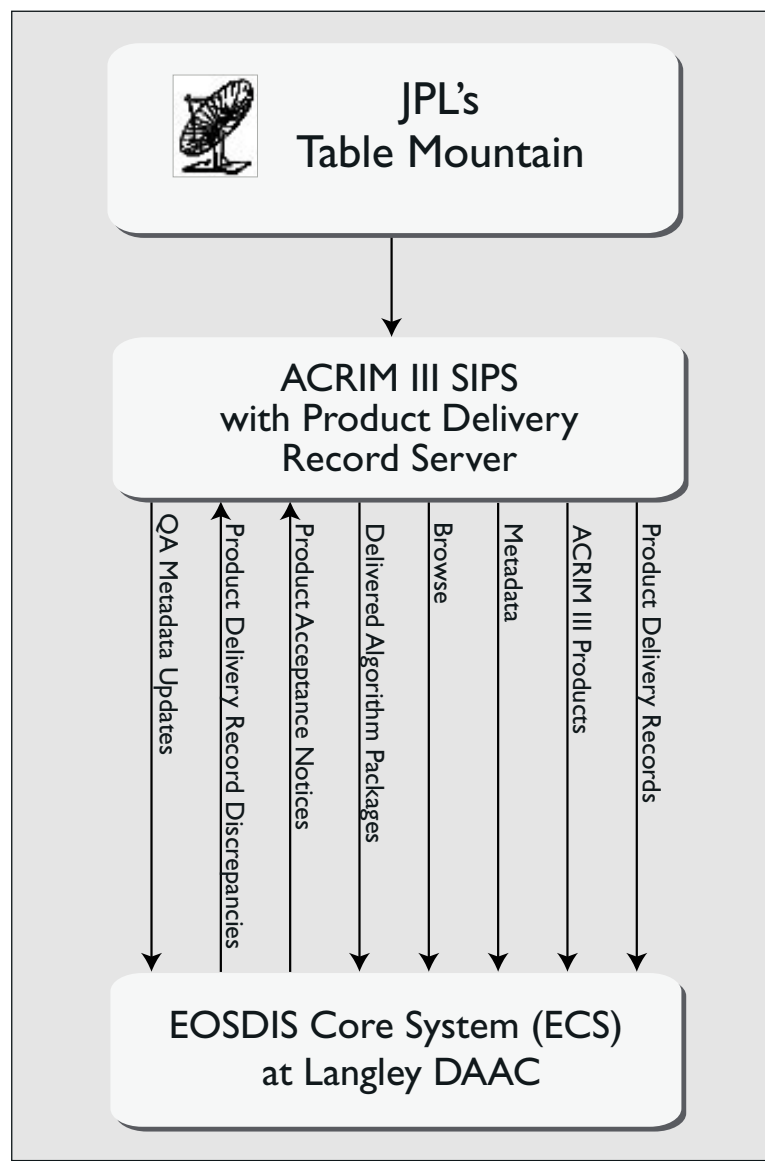 JPL's
Table Mountain
ACRIM III SIPS
with Product Delivery
Record Server
QA Metadata Updates
Product Delivery Record Discrepancies
Product Acceptance Notices
Delivered Algorithm Packages
Browse
Metadata
ACRIM III Products
Product Delivery Records
EOSDIS Core System (ECS)
at Langley DAAC